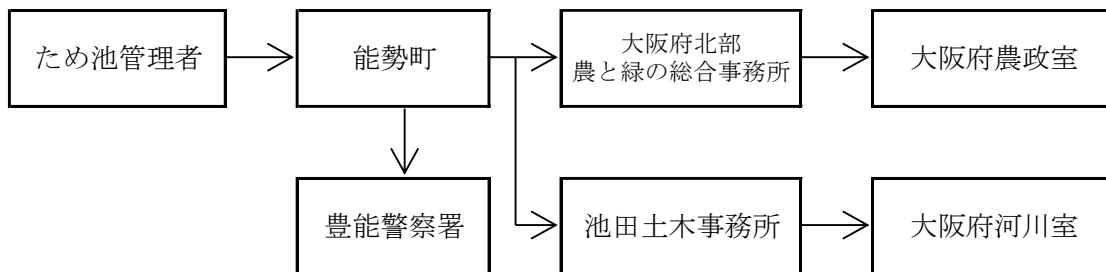 ため池管理者
能勢町
大阪府北部
農と緑の総合事務所
大阪府農政室
豊能警察署
池田土木事務所
大阪府河川室